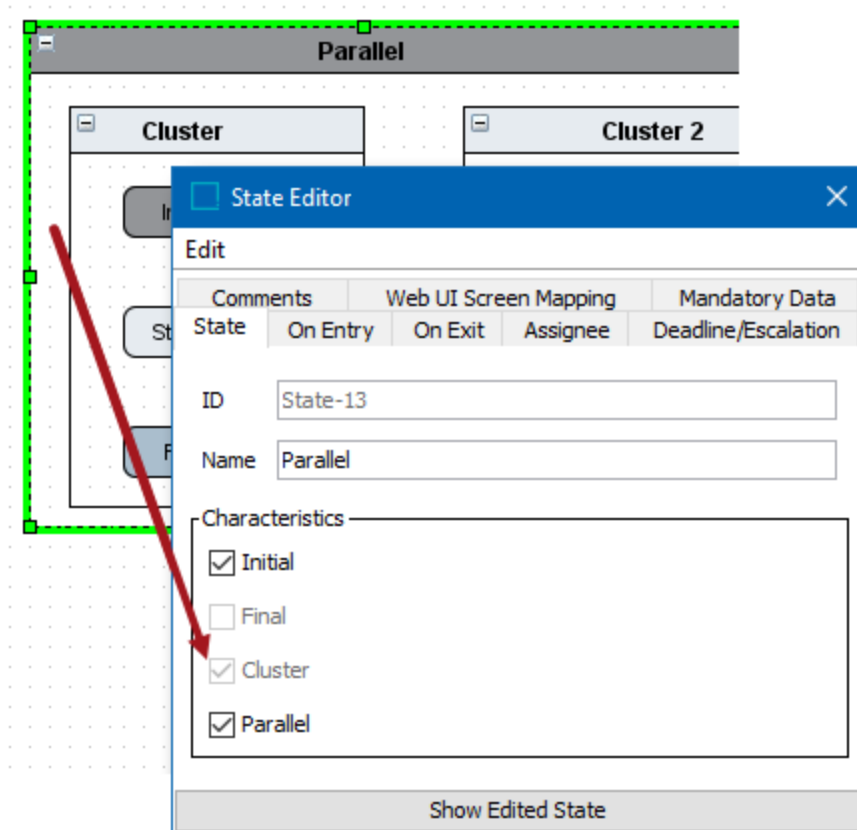 Parallel
Cluster
Cluster 2
State Editor
Edit
Comments Web UI Screen Mapping Mandatory Data
State On Entry On Exit Assignee Deadline/Escalation
ID State-13
Name Parallel
Characteristics
Initial
Final
Cluster
Parallel
Show Edited State